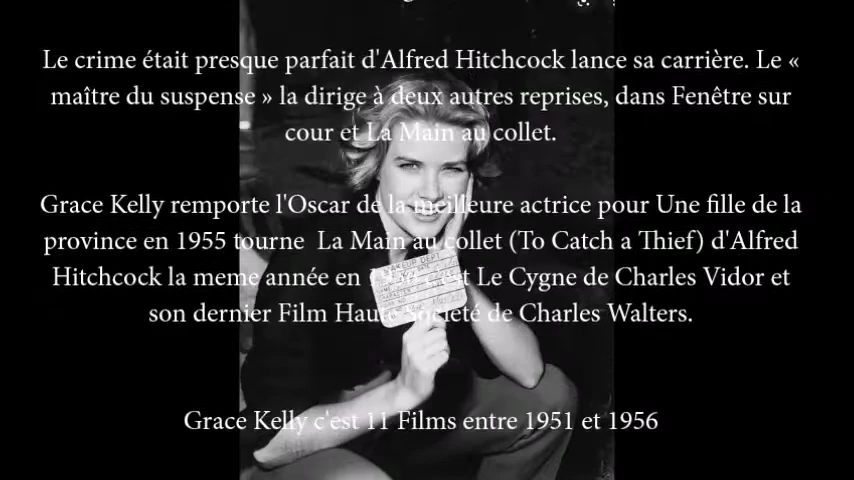 Le crime était presque parfait d'Alfred Hitchcock lance sa carrière. Le «
maître du suspense » la dirige à deux autres reprises, dans Fenêtre sur
cour et La Main au collet.
Grace Kelly remporte l'Oscar de la meilleure actrice pour Une fille de la
province en 1955 tourne La Main au collet (To Catch a Thief) d'Alfred
Hitchcock la meme année en 1956 c'est Le Cygne de Charles Vidor et
son dernier Film Haute Société de Charles Walters.
Grace Kelly c'est 11 Films entre 1951 et 1956
MAKEUP DEPT